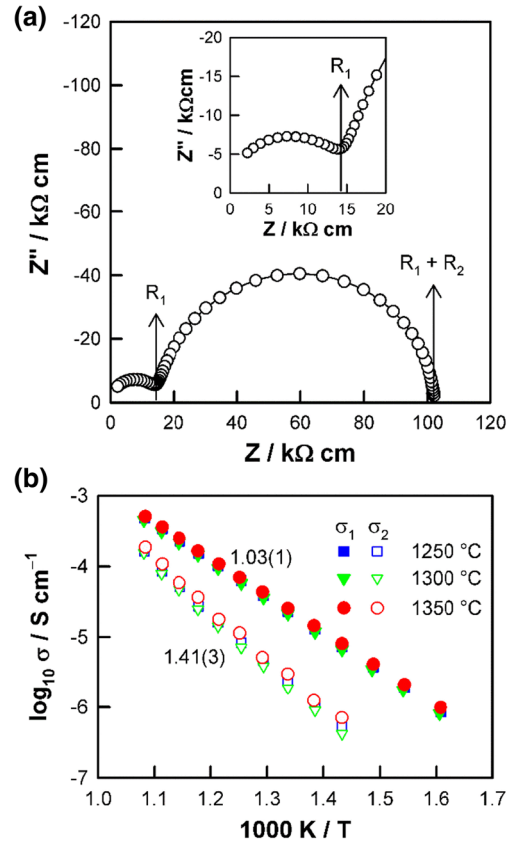 (a)
-120
-100
-80
-60
-40
-20
0
Z'' / kΩcm
-20
-15
-10
-5
0
Z'' / kΩcm
R1
0 5 10 15 20
Z / kΩ cm
R1
R1 + R2
0 20 40 60 80 100 120
Z / kΩ cm
(b)
-3
-4
-5
-6
-7
log10 σ / S cm−1
σ1 σ2
1250 °C
1300 °C
1350 °C
1.03(1)
1.41(3)
1.0 1.1 1.2 1.3 1.4 1.5 1.6 1.7
1000 K / T